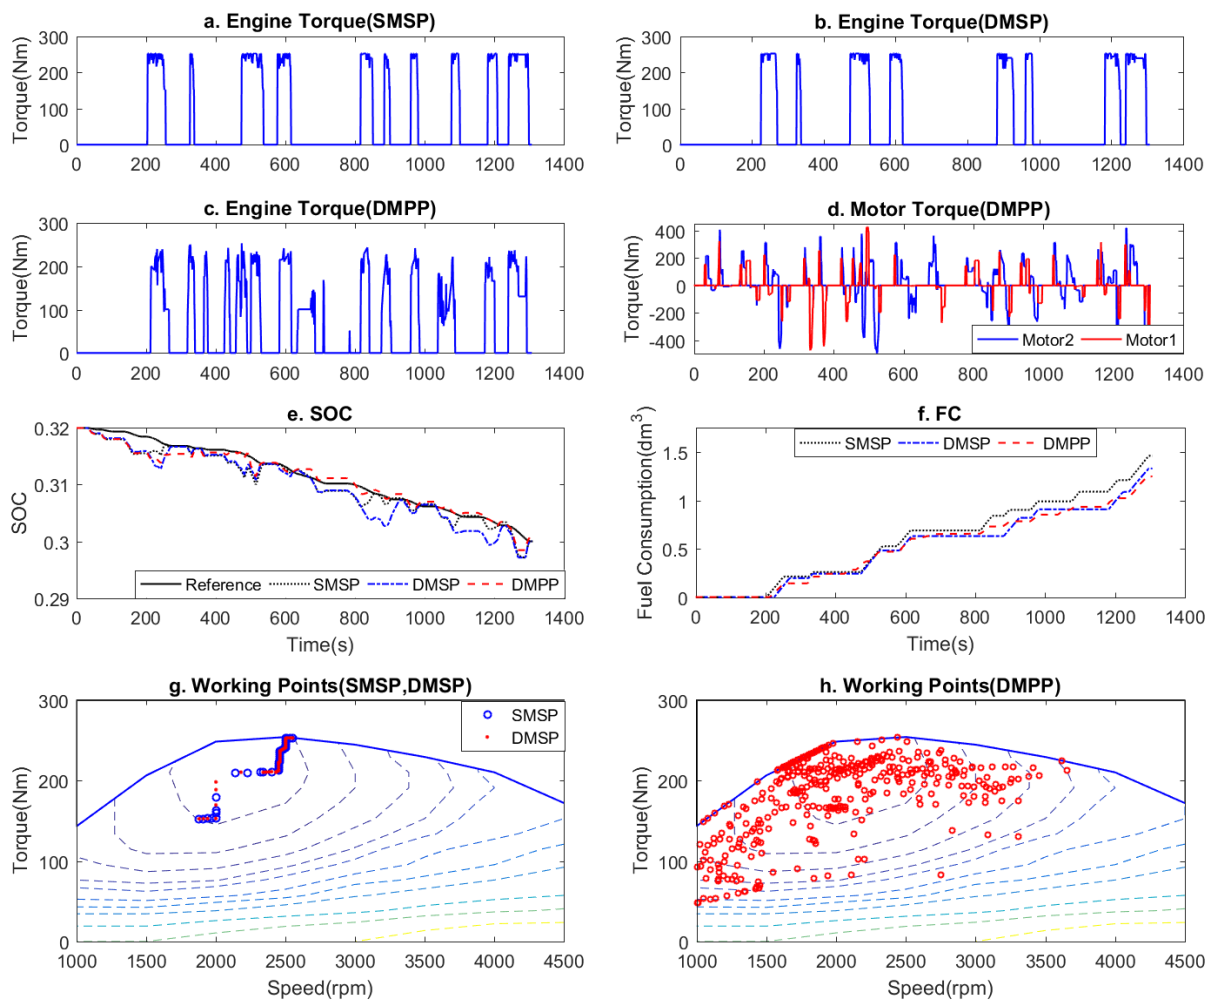 a. Engine Torque(SMSP)
Torque(Nm)
300
200
100
0
0 200 400 600 800 1000 1200 1400
b. Engine Torque(DMSP)
Torque(Nm)
300
200
100
0
0 200 400 600 800 1000 1200 1400
c. Engine Torque(DMPP)
Torque(Nm)
300
200
100
0
0 200 400 600 800 1000 1200 1400
d. Motor Torque(DMPP)
Torque(Nm)
400
200
0
-200
-400
Motor2 Motor1
0 200 400 600 800 1000 1200 1400
e. SOC
SOC
0.32
0.31
0.3
0.29
Reference SMSP DMSP DMPP
0 200 400 600 800 1000 1200 1400
Time(s)
f. FC
Fuel Consumption(dm³)
SMSP DMSP DMPP
1.5
1
0.5
0
0 200 400 600 800 1000 1200 1400
Time(s)
g. Working Points(SMSP,DMSP)
Torque(Nm)
SMSP
DMSP
300
200
100
0
1000 1500 2000 2500 3000 3500 4000 4500
Speed(rpm)
h. Working Points(DMPP)
Torque(Nm)
300
200
100
0
1000 1500 2000 2500 3000 3500 4000 4500
Speed(rpm)